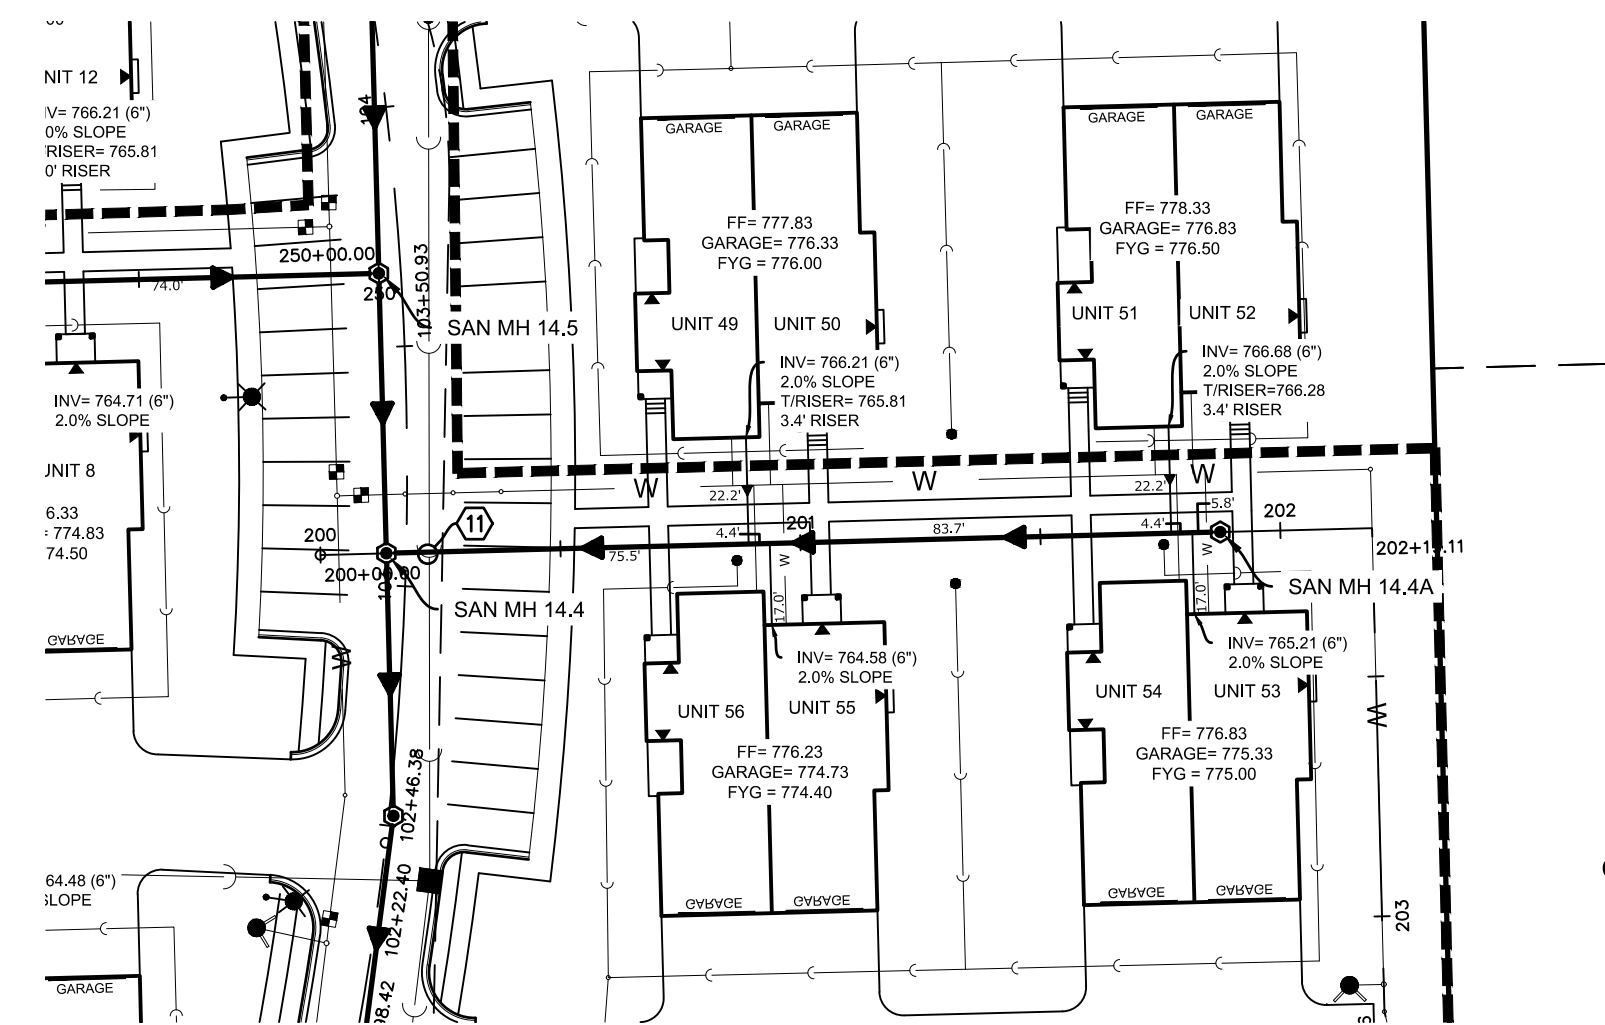 UNIT 12
766.21 (6")
0% SLOPE
RISER= 765.81
0' RISER
104
250+00.00
250
74.0'
103+50.93
SAN MH 14.5
GARAGE
GARAGE
FF= 777.83
GARAGE= 776.33
FYG = 776.00
UNIT 49
UNIT 50
INV= 766.21 (6")
2.0% SLOPE
T/RISER= 765.81
3.4' RISER
GARAGE
GARAGE
FF= 778.33
GARAGE= 776.83
FYG = 776.50
UNIT 51
UNIT 52
INV= 766.68 (6")
2.0% SLOPE
T/RISER=766.28
3.4' RISER
INV= 764.71 (6")
2.0% SLOPE
UNIT 8
6.33
= 774.83
74.50
GARAGE
W
W
W
22.2'
22.2'
5.8'
4.4'
4.4'
200
11
201
202
75.5'
83.7'
200+00.00
SAN MH 14.4
W
W
17.0'
17.0'
SAN MH 14.4A
INV= 764.58 (6")
2.0% SLOPE
INV= 765.21 (6")
2.0% SLOPE
UNIT 56
UNIT 55
FF= 776.23
GARAGE= 774.73
FYG = 774.40
GARAGE
GARAGE
UNIT 54
UNIT 53
FF= 776.83
GARAGE= 775.33
FYG = 775.00
GARAGE
GARAGE
W
W
102+46.38
102+22.40
98.42
64.48 (6")
SLOPE
GARAGE
203